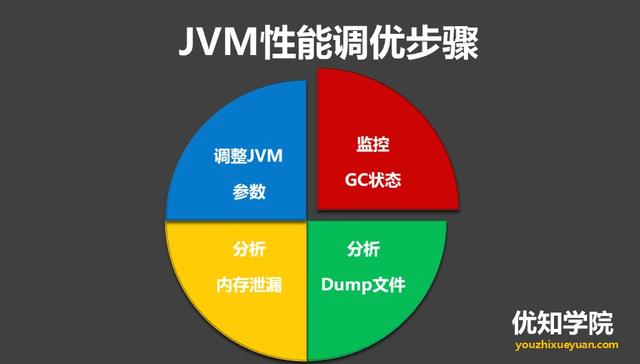 JVM性能调优步骤
调整JVM
参数
监控
GC状态
分析
内存泄漏
分析
Dump文件
优知学院
youzhixueyuan.com